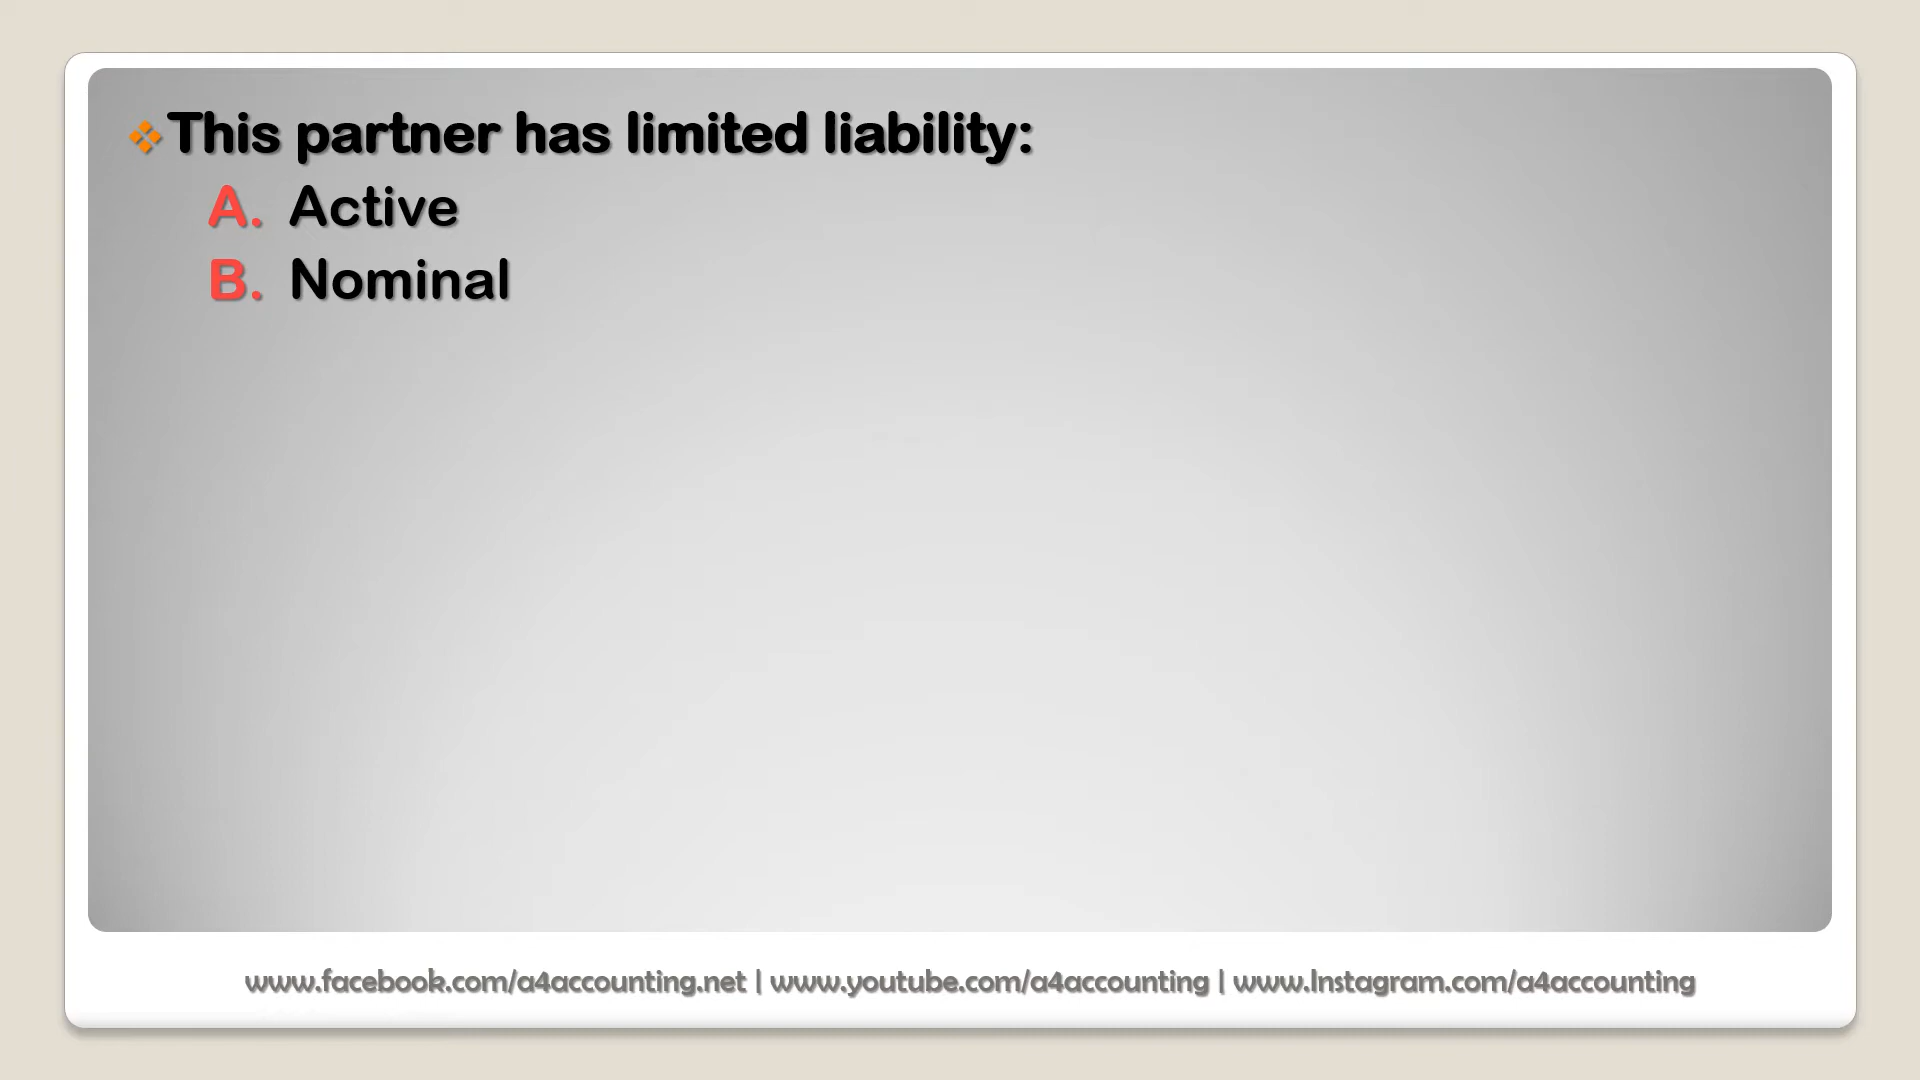 This partner has limited liability:
A. Active
B. Nominal
www.facebook.com/a4accounting.net | www.youtube.com/a4accounting | www.Instagram.com/a4accounting